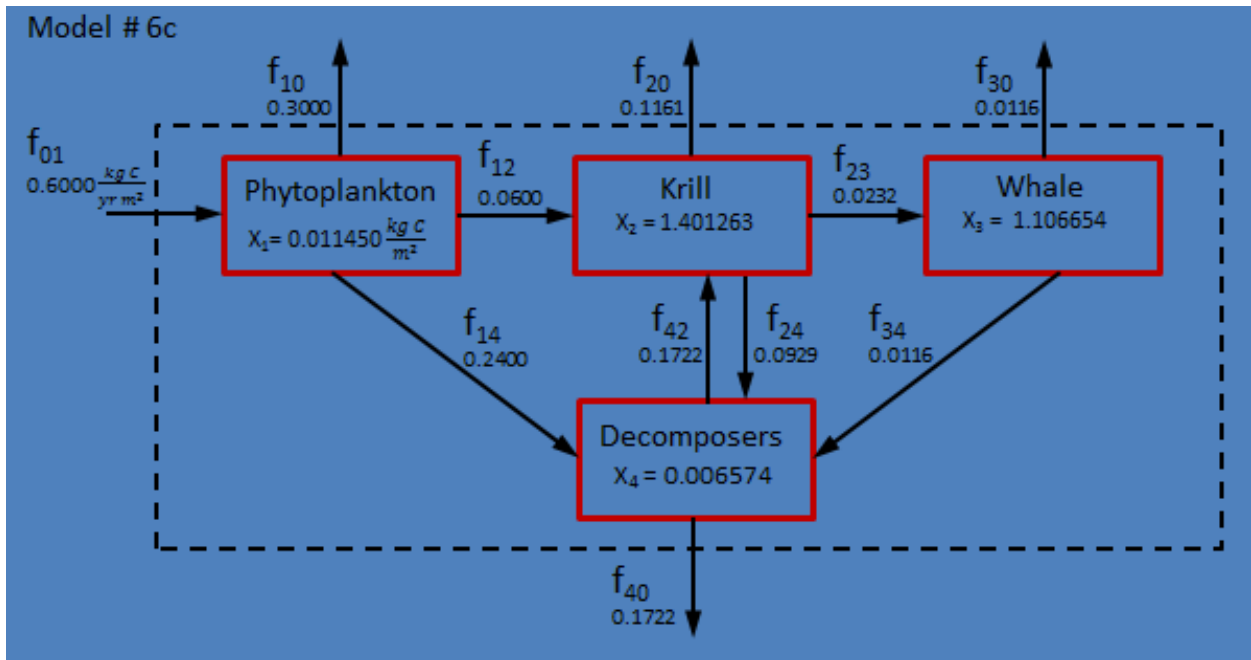 Model # 6c
f10
0.3000
f20
0.1161
f30
0.0116
f01
0.6000 kg C / yr m²
Phytoplankton
X1= 0.011450 kg C / m²
f12
0.0600
Krill
X2 = 1.401263
f23
0.0232
Whale
X3 = 1.106654
f14
0.2400
f42
0.1722
f24
0.0929
f34
0.0116
Decomposers
X4 = 0.006574
f40
0.1722